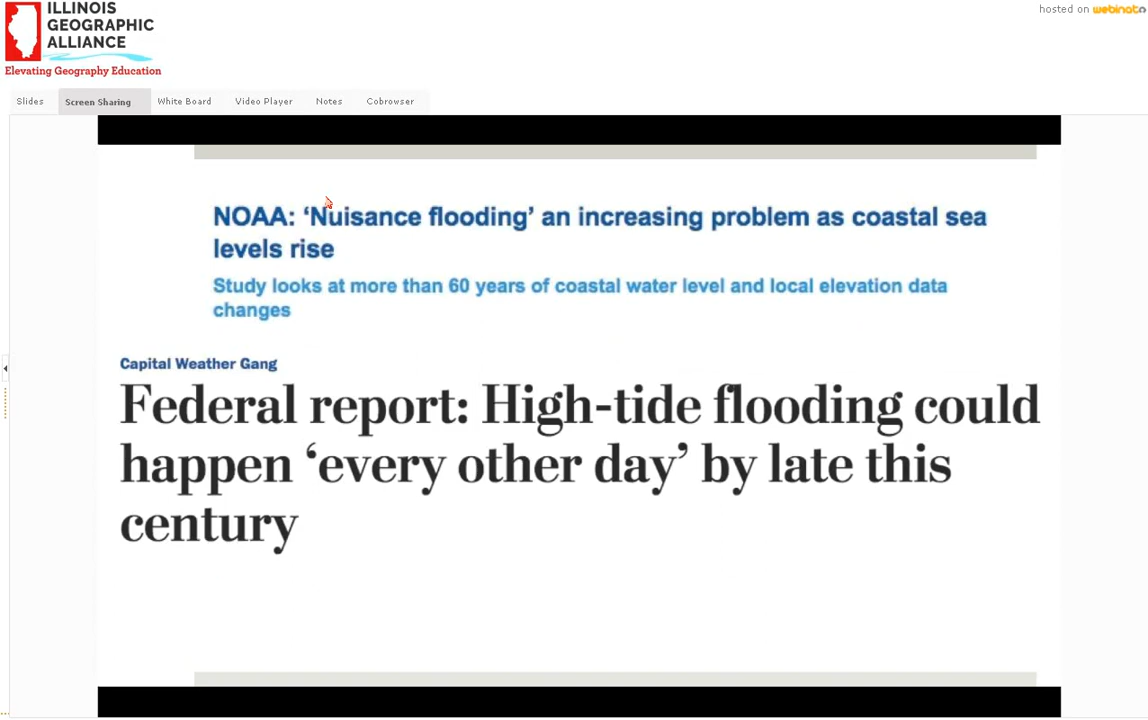 ILLINOIS
GEOGRAPHIC
ALLIANCE
Elevating Geography Education
hosted on webinato
Slides
Screen Sharing
White Board
Video Player
Notes
Cobrowser
NOAA: ‘Nuisance flooding’ an increasing problem as coastal sea
levels rise
Study looks at more than 60 years of coastal water level and local elevation data
changes
Capital Weather Gang
Federal report: High-tide flooding could
happen ‘every other day’ by late this
century